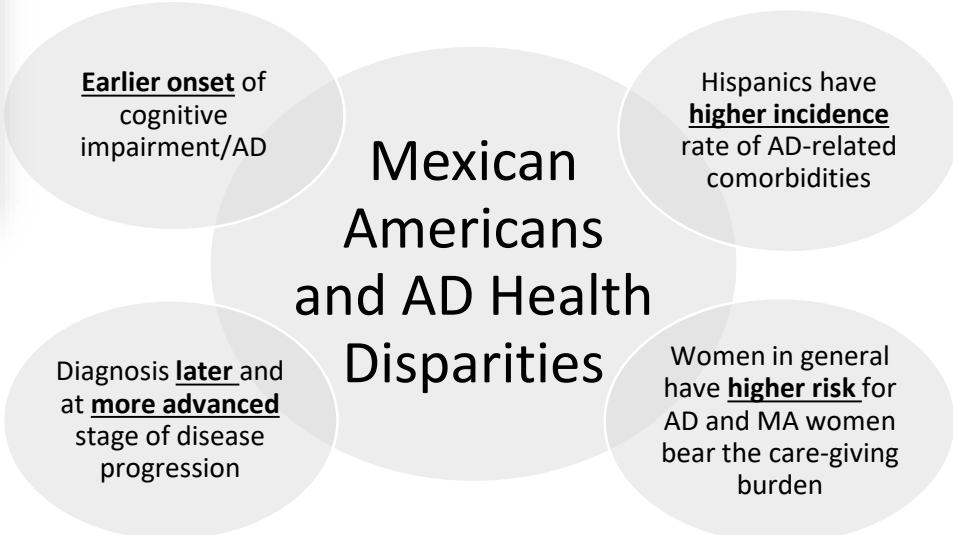 Earlier onset of
cognitive
impairment/AD
Hispanics have
higher incidence
rate of AD-related
comorbidities
Mexican
Americans
and AD Health
Disparities
Diagnosis later and
at more advanced
stage of disease
progression
Women in general
have higher risk for
AD and MA women
bear the care-giving
burden